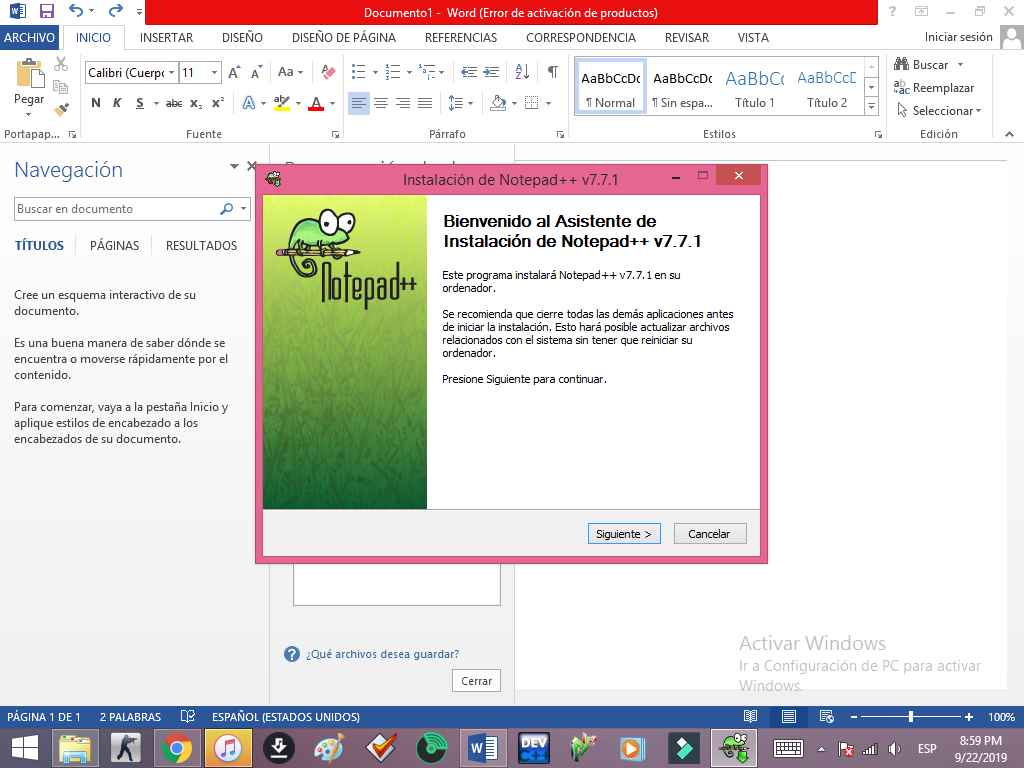 Documento1 - Word (Error de activación de productos)
ARCHIVO INICIO INSERTAR DISEÑO DISEÑO DE PÁGINA REFERENCIAS CORRESPONDENCIA REVISAR VISTA Iniciar sesión
Pegar
Calibri (Cuerpo 11
N K S abc x₂ x²
Aa
AaBbCcDc AaBbCcDc AaBbCc AaBbCcD
¶ Normal ¶ Sin espa... Título 1 Título 2
Buscar
Reemplazar
Seleccionar
Portapap... Fuente Párrafo Estilos Edición
Navegación
Buscar en documento
TÍTULOS PÁGINAS RESULTADOS
Cree un esquema interactivo de su
documento.
Es una buena manera de saber dónde se
encuentra o moverse rápidamente por el
contenido.
Para comenzar, vaya a la pestaña Inicio y
aplique estilos de encabezado a los
encabezados de su documento.
Instalación de Notepad++ v7.7.1
Notepad++
Bienvenido al Asistente de
Instalación de Notepad++ v7.7.1
Este programa instalará Notepad++ v7.7.1 en su
ordenador.
Se recomienda que cierre todas las demás aplicaciones antes
de iniciar la instalación. Esto hará posible actualizar archivos
relacionados con el sistema sin tener que reiniciar su
ordenador.
Presione Siguiente para continuar.
Siguiente > Cancelar
¿Qué archivos desea guardar?
Cerrar
Activar Windows
Ir a Configuración de PC para activar
Windows.
PÁGINA 1 DE 1 2 PALABRAS ESPAÑOL (ESTADOS UNIDOS) 100%
DEV
C++
ESP
8:59 PM
9/22/2019